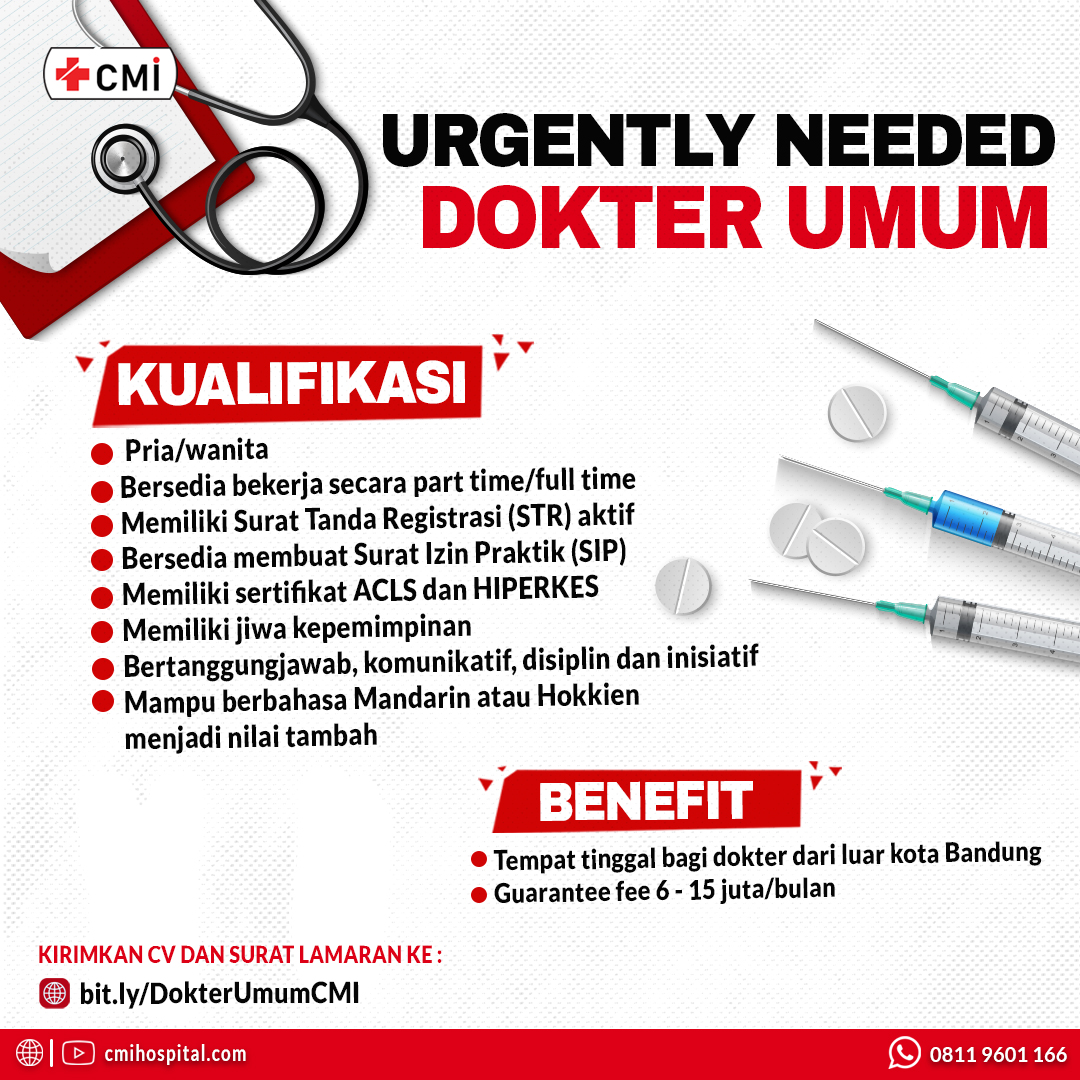 CMI
URGENTLY NEEDED
DOKTER UMUM
KUALIFIKASI
Pria/wanita
Bersedia bekerja secara part time/full time
Memiliki Surat Tanda Registrasi (STR) aktif
Bersedia membuat Surat Izin Praktik (SIP)
Memiliki sertifikat ACLS dan HIPERKES
Memiliki jiwa kepemimpinan
Bertanggungjawab, komunikatif, disiplin dan inisiatif
Mampu berbahasa Mandarin atau Hokkien
menjadi nilai tambah
BENEFIT
Tempat tinggal bagi dokter dari luar kota Bandung
Guarantee fee 6 - 15 juta/bulan
KIRIMKAN CV DAN SURAT LAMARAN KE :
bit.ly/DokterUmumCMI
cmihospital.com
0811 9601 166